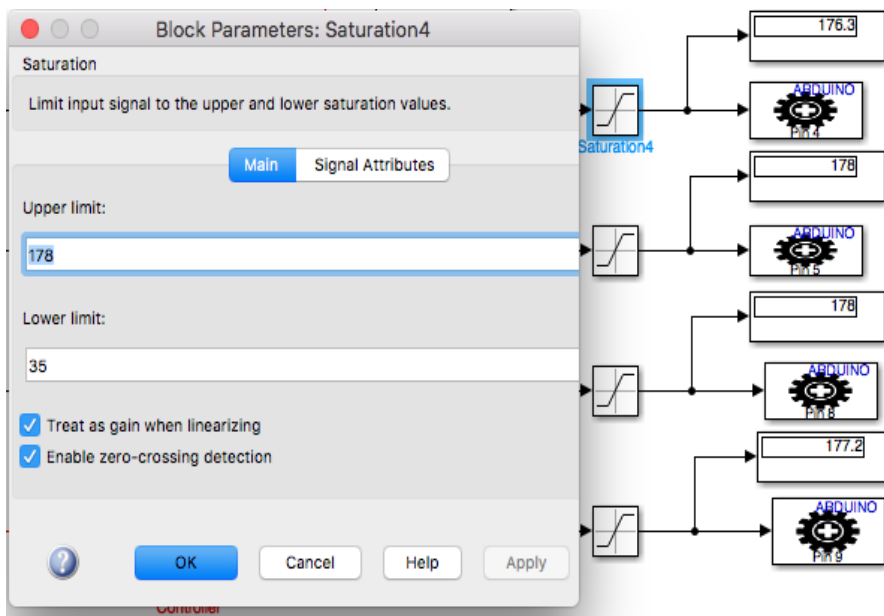 Block Parameters: Saturation4
Saturation
Limit input signal to the upper and lower saturation values.
Main
Signal Attributes
Upper limit:
178
Lower limit:
35
Treat as gain when linearizing
Enable zero-crossing detection
OK
Cancel
Help
Apply
Controller
Saturation4
176.3
ARDUINO
Pin 4
178
ARDUINO
Pin 5
178
ARDUINO
Pin 8
177.2
ARDUINO
Pin 9